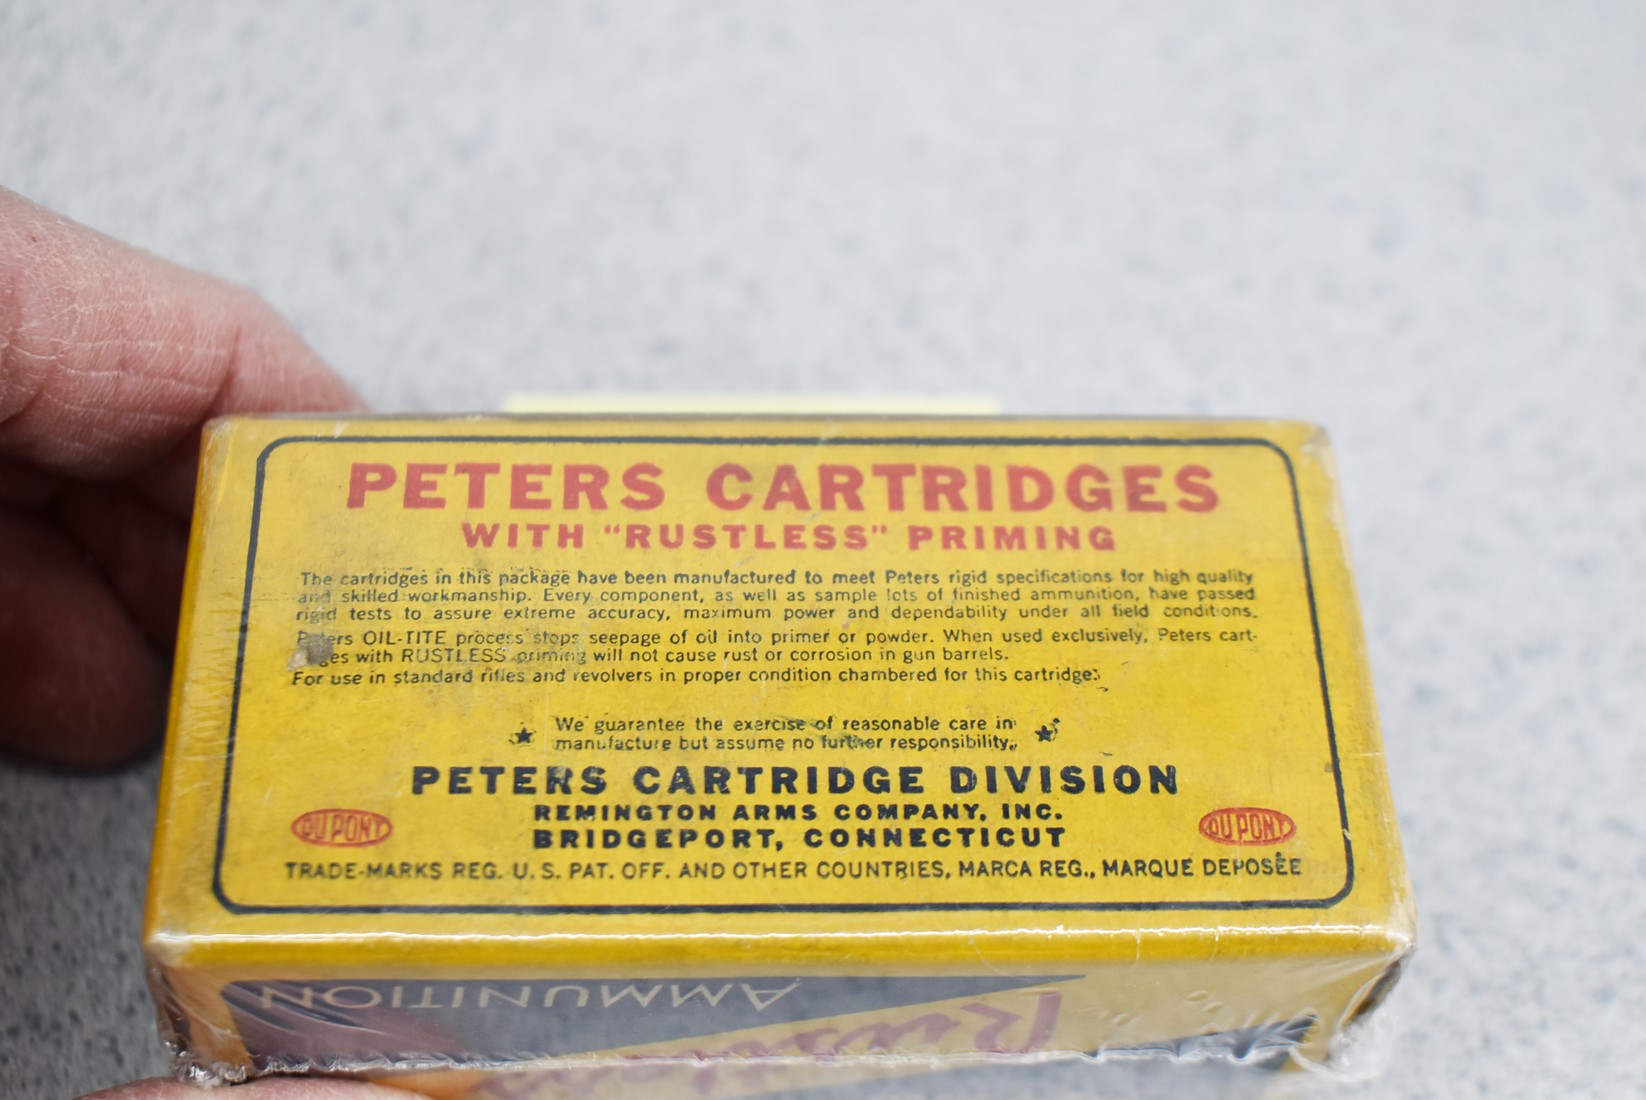 PETERS CARTRIDGES
WITH “RUSTLESS” PRIMING
The cartridges in this package have been manufactured to meet Peters rigid specifications for high quality
and skilled workmanship. Every component, as well as sample lots of finished ammunition, have passed
rigid tests to assure extreme accuracy, maximum power and dependability under all field conditions.
Peters OIL-TITE process stops seepage of oil into primer or powder. When used exclusively, Peters cart-
ges with RUSTLESS priming will not cause rust or corrosion in gun barrels.
For use in standard rifles and revolvers in proper condition chambered for this cartridge.
We guarantee the exercise of reasonable care in
manufacture but assume no further responsibility.
PETERS CARTRIDGE DIVISION
REMINGTON ARMS COMPANY, INC.
DU PONT
DU PONT
BRIDGEPORT, CONNECTICUT
TRADE-MARKS REG. U. S. PAT. OFF. AND OTHER COUNTRIES, MARCA REG., MARQUE DEPOSÉE
AMMUNITION